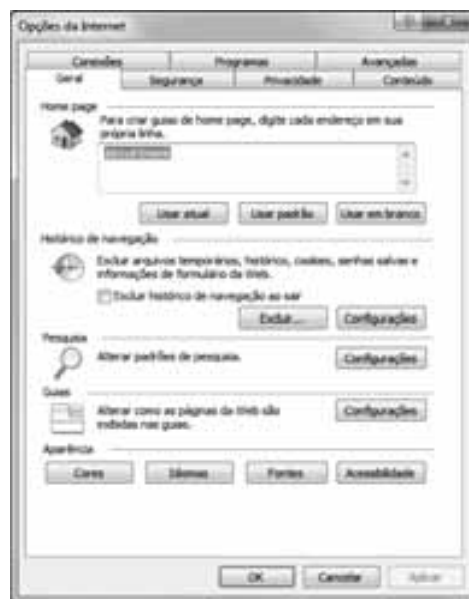 Opções da Internet
Conexões Programas Avançadas
Geral Segurança Privacidade Conteúdo
Home page
Para criar guias de home page, digite cada endereço em sua
própria linha.
Usar atual Usar padrão Usar em branco
Histórico de navegação
Excluir arquivos temporários, histórico, cookies, senhas salvas e
informações de formulário da Web.
Excluir histórico de navegação ao sair
Excluir... Configurações
Pesquisa
Alterar padrões de pesquisa.
Configurações
Guias
Alterar como as páginas da Web são
exibidas nas guias.
Configurações
Aparência
Cores Idiomas Fontes Acessibilidade
OK Cancelar Aplicar